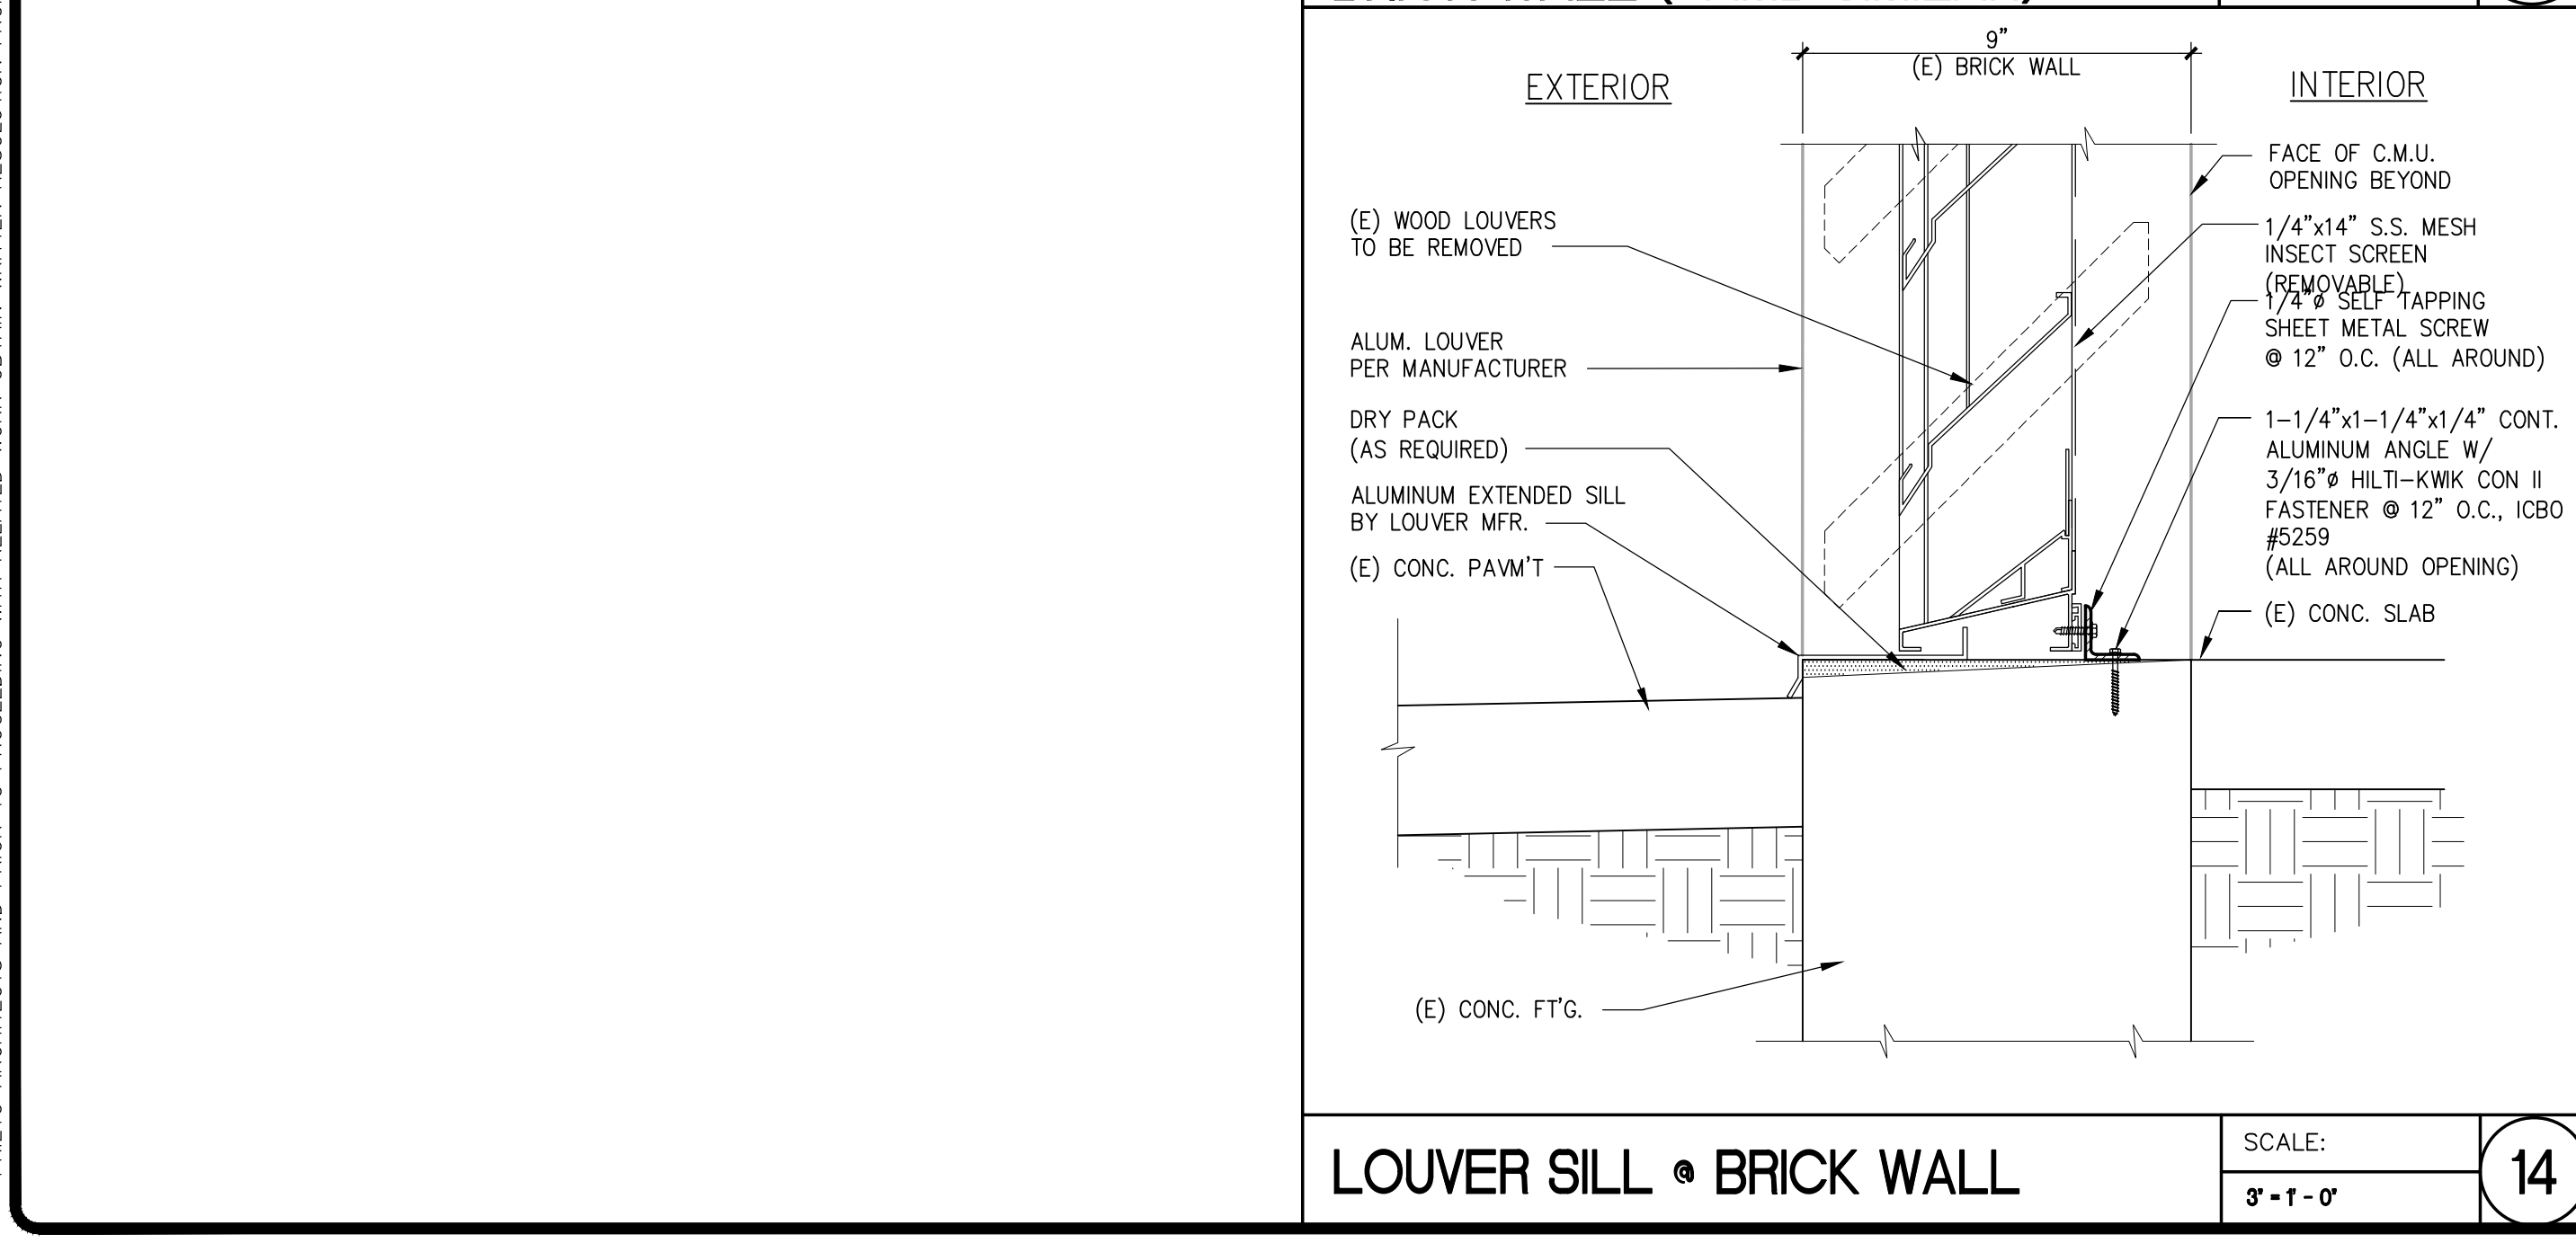 9"
(E) BRICK WALL
EXTERIOR
INTERIOR
(E) WOOD LOUVERS
TO BE REMOVED
ALUM. LOUVER
PER MANUFACTURER
DRY PACK
(AS REQUIRED)
ALUMINUM EXTENDED SILL
BY LOUVER MFR.
(E) CONC. PAVM'T
(E) CONC. FT'G.
FACE OF C.M.U.
OPENING BEYOND
1/4"x14" S.S. MESH
INSECT SCREEN
(REMOVABLE)
1/4"ø SELF TAPPING
SHEET METAL SCREW
@ 12" O.C. (ALL AROUND)
1-1/4"x1-1/4"x1/4" CONT.
ALUMINUM ANGLE W/
3/16"ø HILTI-KWIK CON II
FASTENER @ 12" O.C., ICBO
#5259
(ALL AROUND OPENING)
(E) CONC. SLAB
LOUVER SILL @ BRICK WALL
SCALE:
3" = 1' - 0"
14